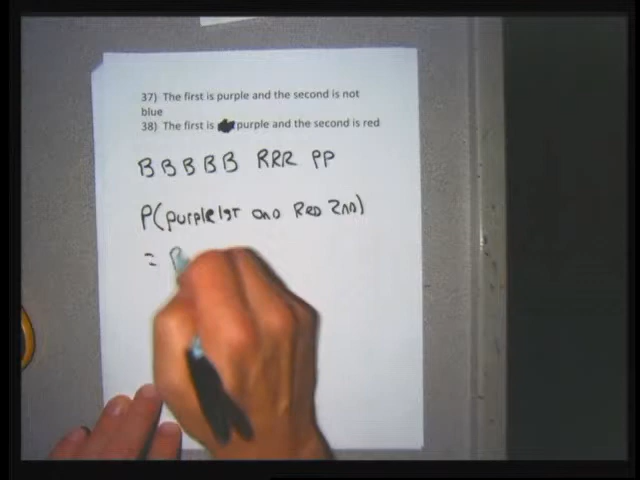 37) The first is purple and the second is not
blue
38) The first is purple and the second is red
BBBBB RRR PP
P(purple 1st and Red 2nd)
= P